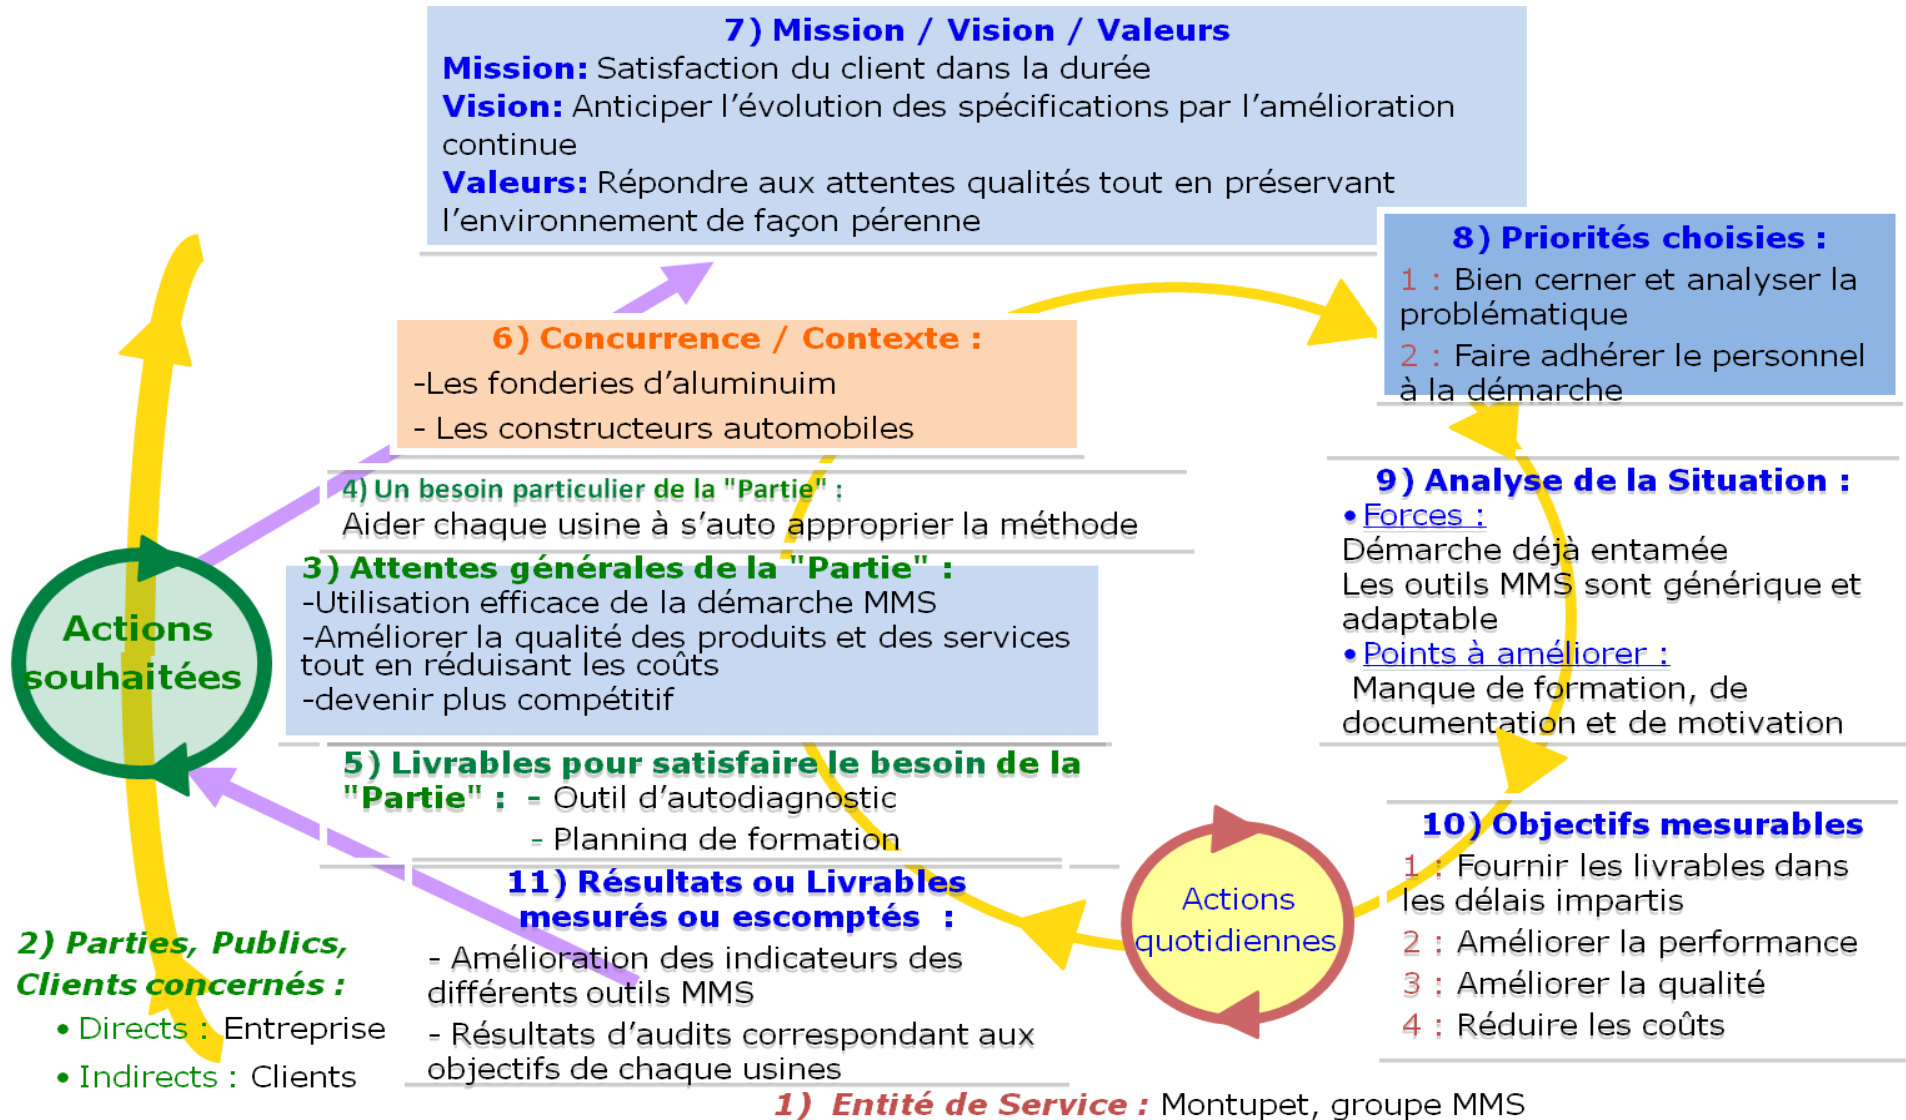 7) Mission / Vision / Valeurs
Mission: Satisfaction du client dans la durée
Vision: Anticiper l'évolution des spécifications par l'amélioration
continue
Valeurs: Répondre aux attentes qualités tout en préservant
l'environnement de façon pérenne
8) Priorités choisies :
1 : Bien cerner et analyser la
problématique
2 : Faire adhérer le personnel
à la démarche
6) Concurrence / Contexte :
-Les fonderies d'aluminuim
- Les constructeurs automobiles
4) Un besoin particulier de la "Partie" :
Aider chaque usine à s'auto approprier la méthode
9) Analyse de la Situation :
• Forces :
Démarche déjà entamée
Les outils MMS sont générique et
adaptable
• Points à améliorer :
Manque de formation, de
documentation et de motivation
3) Attentes générales de la "Partie" :
-Utilisation efficace de la démarche MMS
-Améliorer la qualité des produits et des services
tout en réduisant les coûts
-devenir plus compétitif
Actions
souhaitées
5) Livrables pour satisfaire le besoin de la
"Partie" : - Outil d'autodiagnostic
- Planning de formation
10) Objectifs mesurables
1 : Fournir les livrables dans
les délais impartis
2 : Améliorer la performance
3 : Améliorer la qualité
4 : Réduire les coûts
Actions
quotidiennes
11) Résultats ou Livrables
mesurés ou escomptés :
- Amélioration des indicateurs des
différents outils MMS
- Résultats d'audits correspondant aux
objectifs de chaque usines
2) Parties, Publics,
Clients concernés :
• Directs : Entreprise
• Indirects : Clients
1) Entité de Service : Montupet, groupe MMS